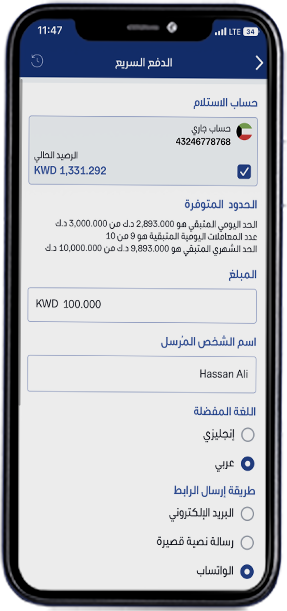 11:47 LTE 34
الدفع السريع
حساب الاستلام
حساب جاري
43246778768
الرصيد الحالي
KWD 1,331.292
الحدود المتوفرة
الحد اليومي المتبقي هو 2,893.000 د.ك من 3,000.000 د.ك
عدد المعاملات اليومية المتبقية هو 9 من 10
الحد الشهري المتبقي هو 9,893.000 د.ك من 10,000.000 د.ك
المبلغ
KWD 100.000
اسم الشخص المُرسل
Hassan Ali
اللغة المفضلة
إنجليزي
عربي
طريقة إرسال الرابط
البريد الإلكتروني
رسالة نصية قصيرة
الواتساب